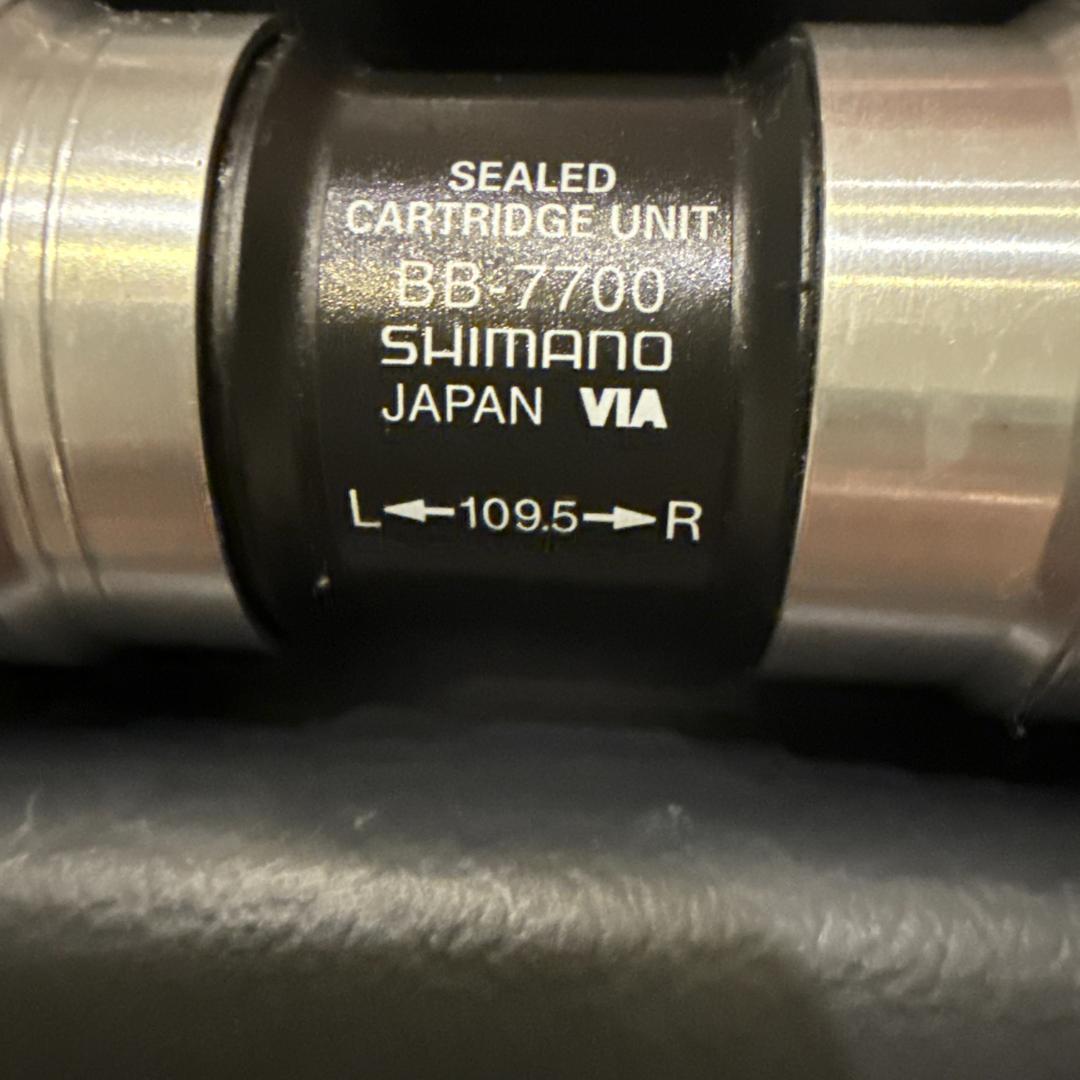 SEALED
CARTRIDGE UNIT
BB-7700
SHIMANO
JAPAN VIA
L←109.5→R